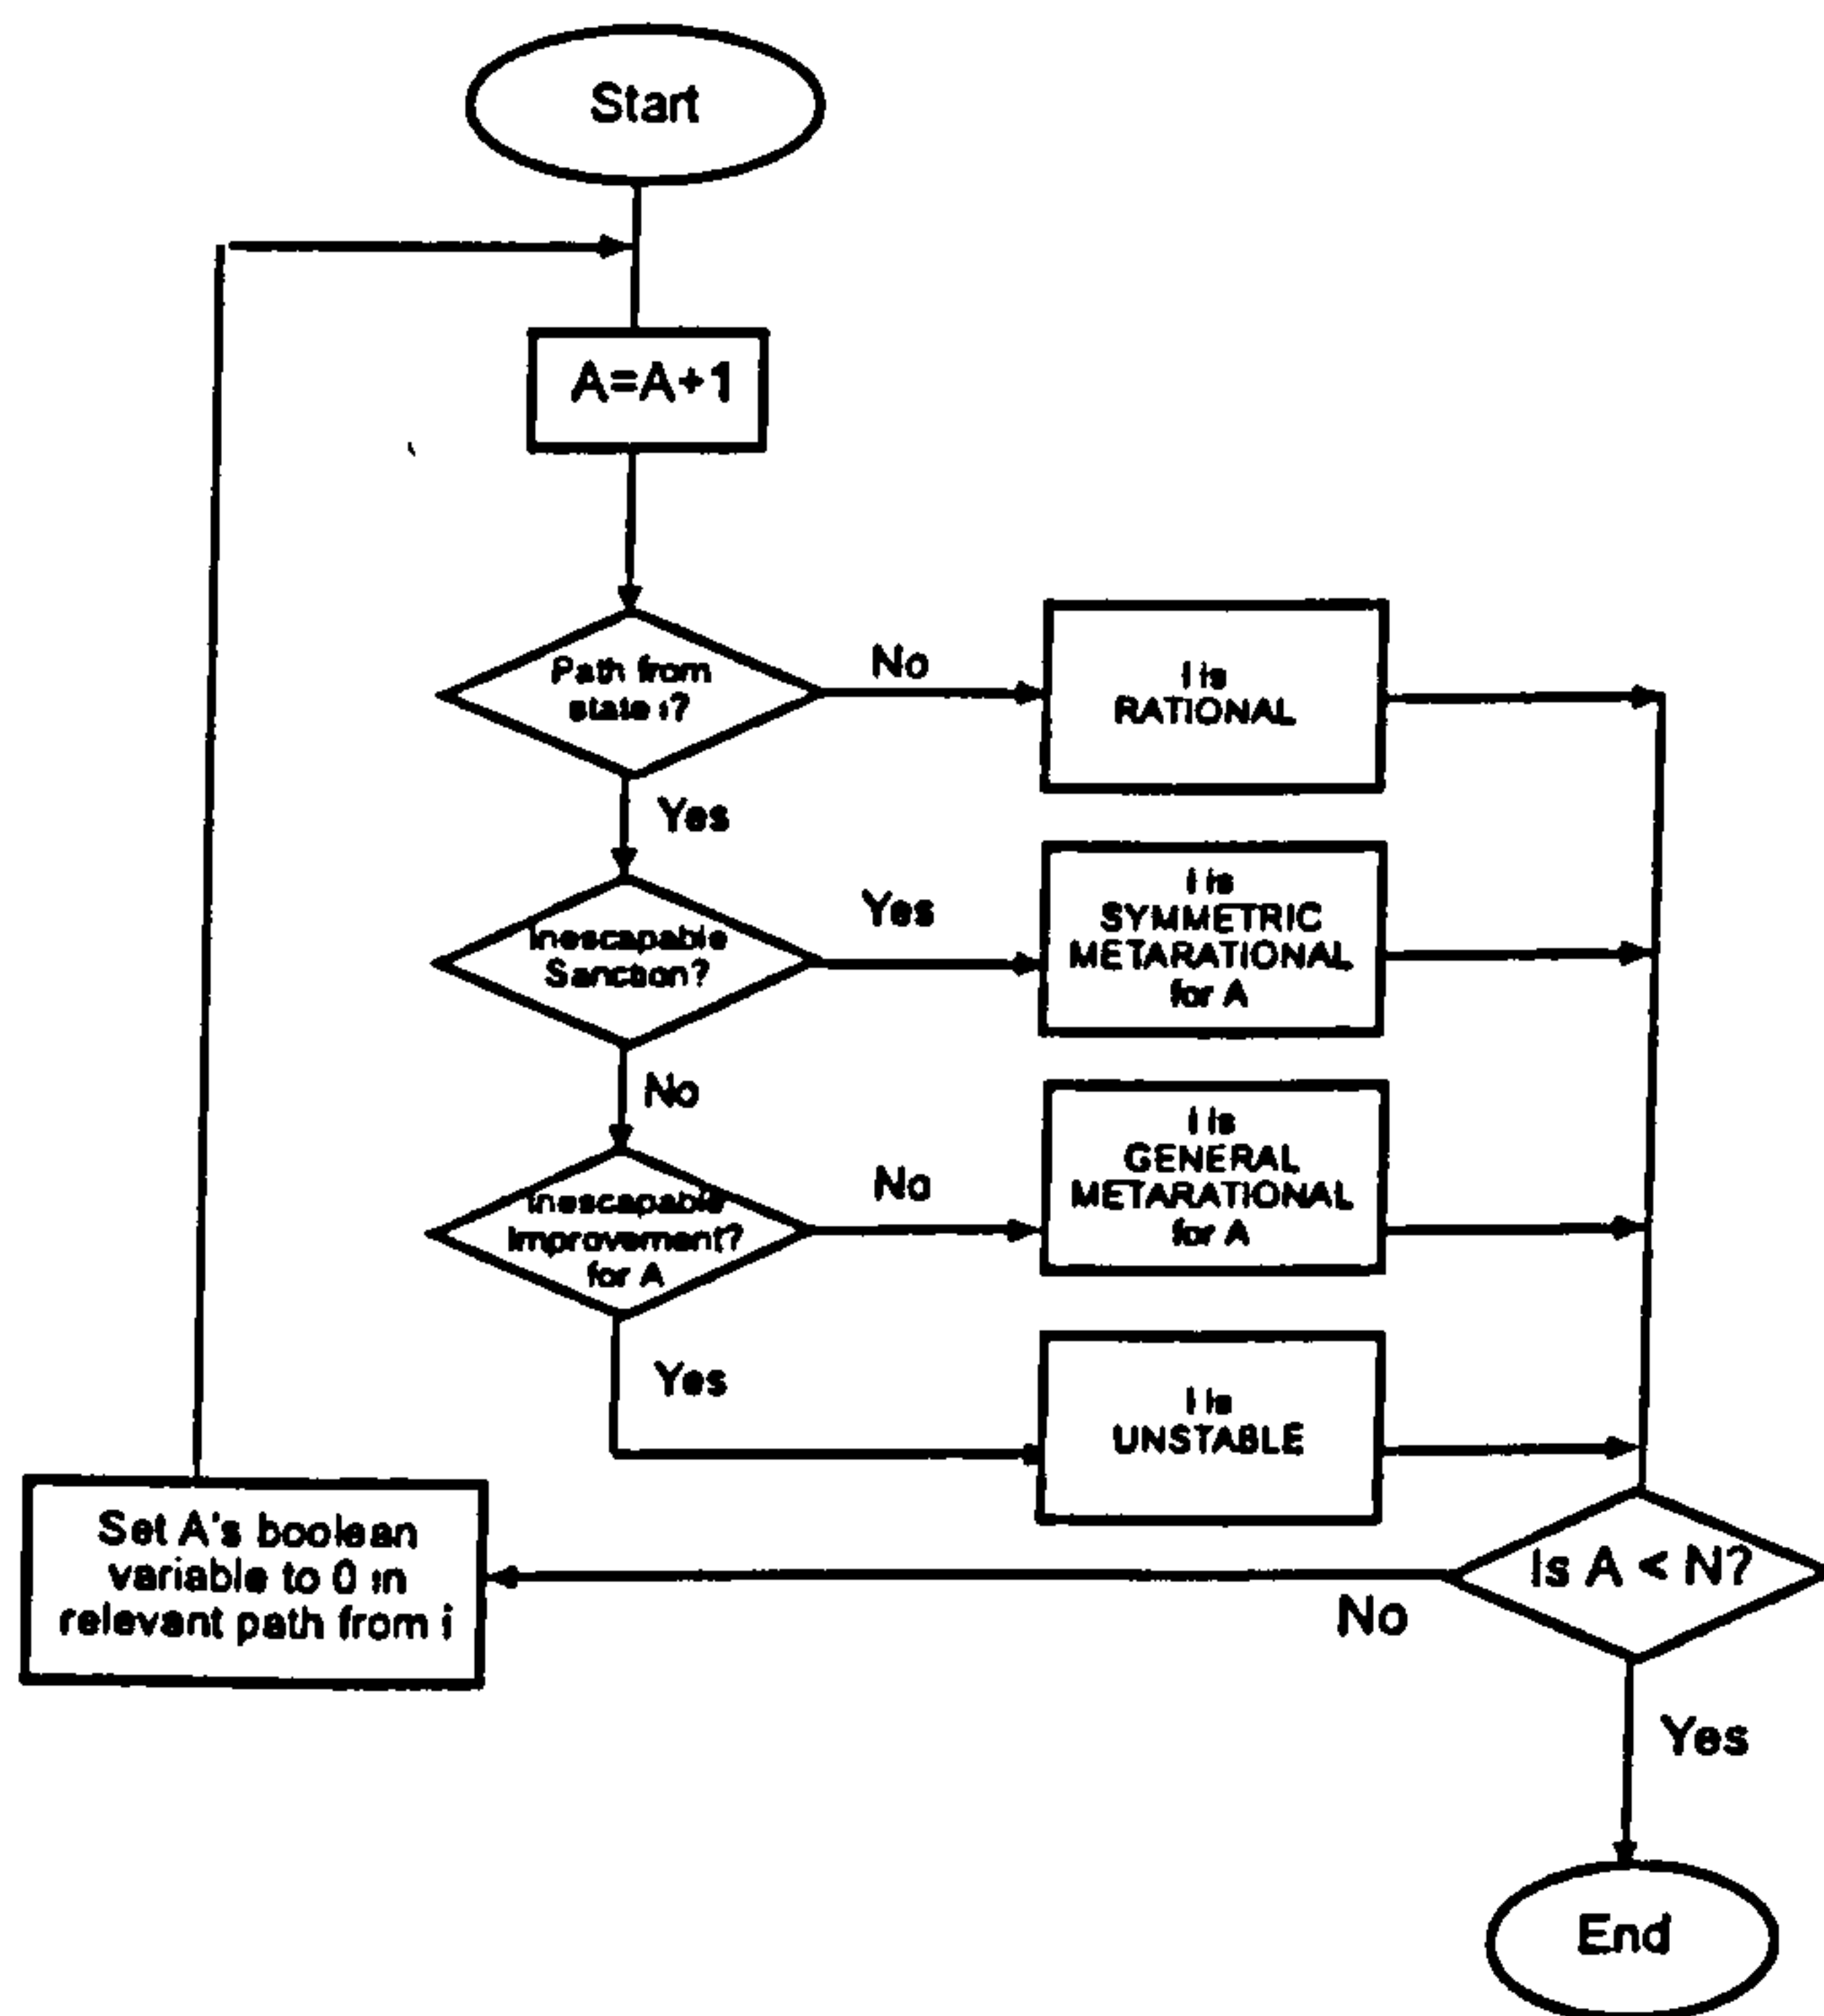 Start
A=A+1
Path from
state i?
No
I is
RATIONAL
Yes
Inescapable
Sanction?
Yes
I is
SYMMETRIC
METARATIONAL
for A
No
Inescapable
Improvement?
for A
No
I is
GENERAL
METARATIONAL
for A
Yes
I is
UNSTABLE
Set A's boolean
variable to 0 in
relevant path from i
Is A < N?
No
Yes
End